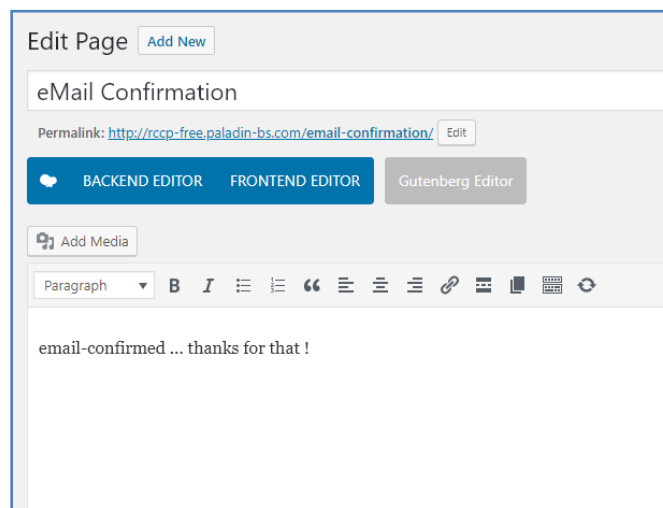 Edit Page Add New
eMail Confirmation
Permalink: http://rccp-free.paladin-bs.com/email-confirmation/ Edit
BACKEND EDITOR FRONTEND EDITOR Gutenberg Editor
Add Media
Paragraph B I
email-confirmed ... thanks for that !